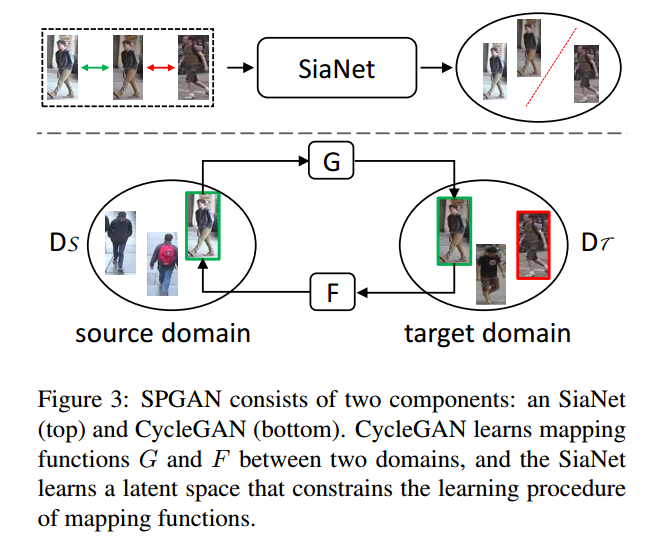 SiaNet
G
DS
DT
F
source domain
target domain
Figure 3: SPGAN consists of two components: an SiaNet
(top) and CycleGAN (bottom). CycleGAN learns mapping
functions G and F between two domains, and the SiaNet
learns a latent space that constrains the learning procedure
of mapping functions.